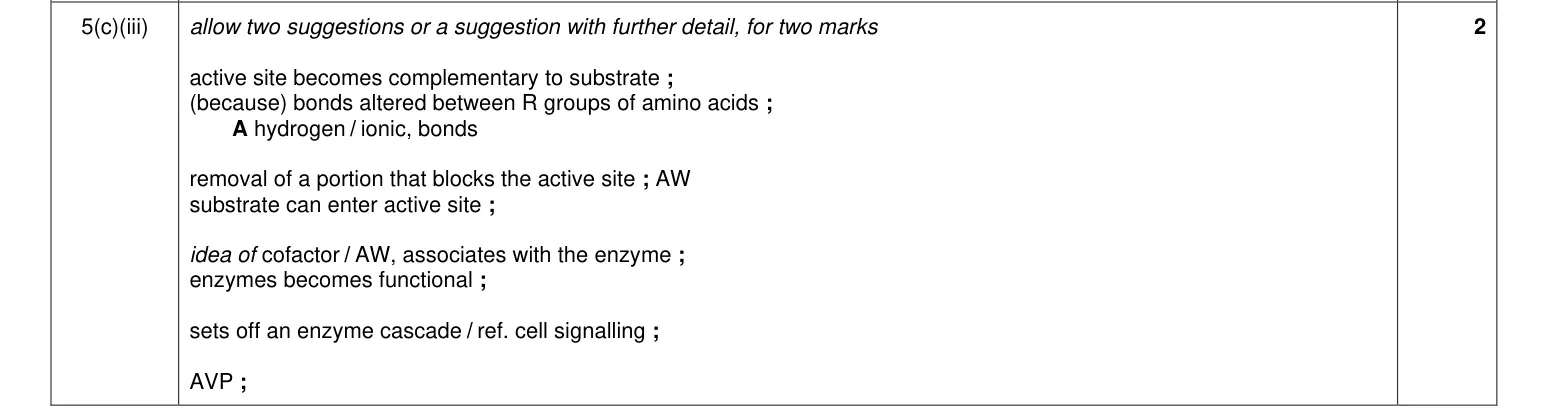 5(c)(iii) allow two suggestions or a suggestion with further detail, for two marks 2
active site becomes complementary to substrate ;
(because) bonds altered between R groups of amino acids ;
A hydrogen / ionic, bonds
removal of a portion that blocks the active site ; AW
substrate can enter active site ;
idea of cofactor / AW, associates with the enzyme ;
enzymes becomes functional ;
sets off an enzyme cascade / ref. cell signalling ;
AVP ;